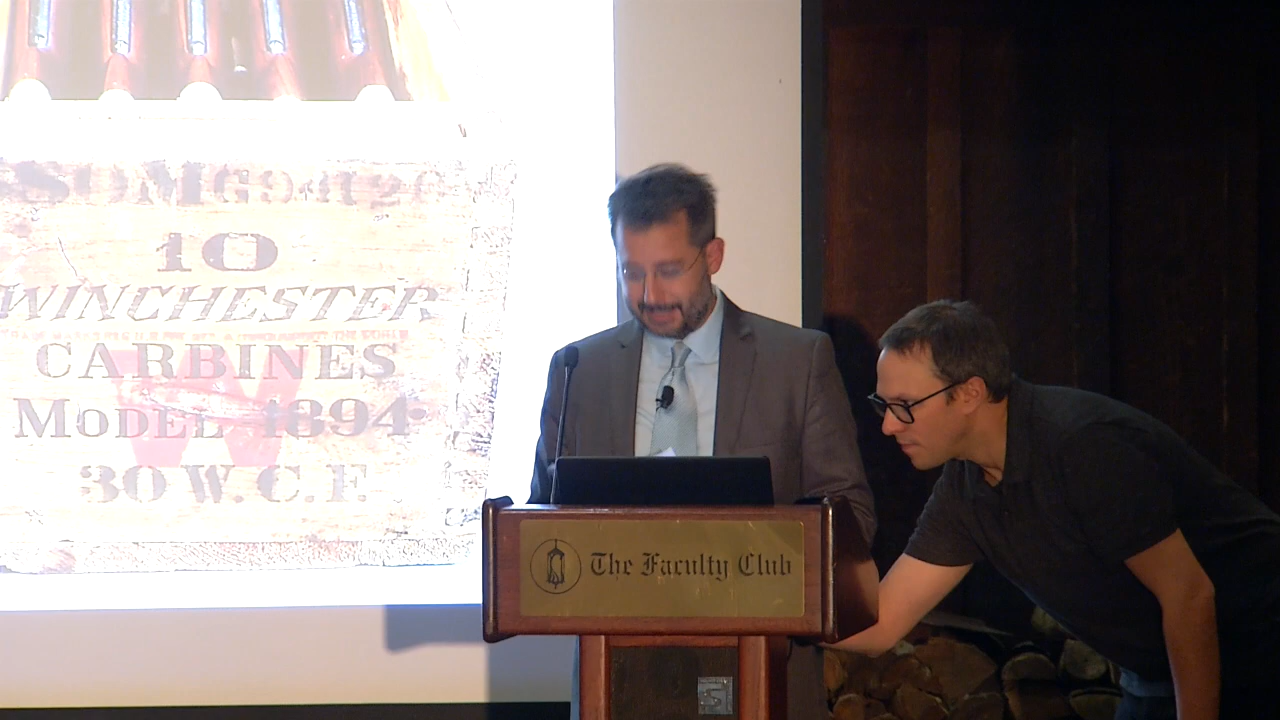 10
WINCHESTER
CARBINES
MODEL 1894
30 W.C.F.
The Faculty Club